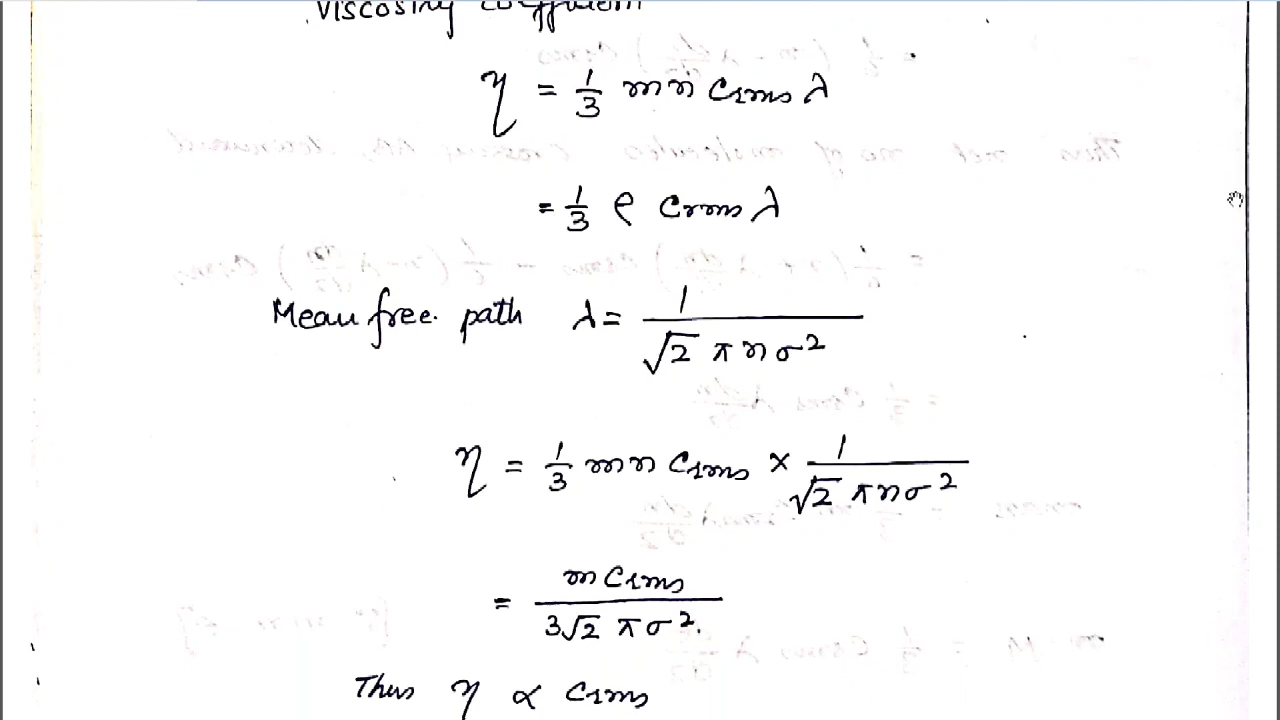 Viscosity coefficient
η = 1/3 mn Crms λ
= 1/3 ρ Crms λ
Mean free path λ = 1/(√2 π n σ²)
η = 1/3 mn Crms × 1/(√2 π n σ²)
= m Crms/(3√2 π σ²).
Thus η ∝ Crms